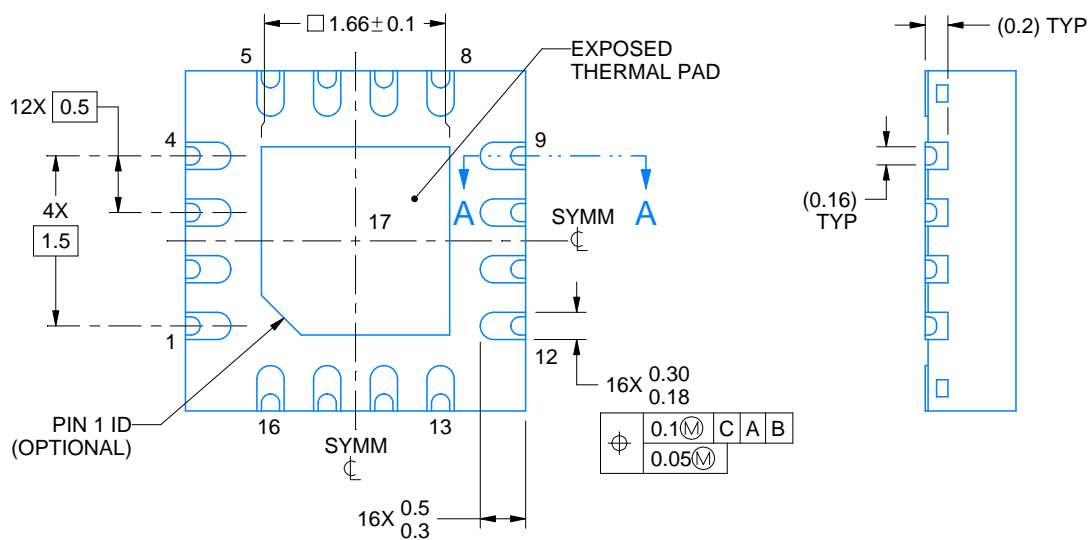 □ 1.66± 0.1
(0.2) TYP
5
8
EXPOSED
THERMAL PAD
12X 0.5
4
9
A
A
4X
1.5
17
SYMM
℄
(0.16)
TYP
1
12
16X 0.30
0.18
⌖ 0.1Ⓜ C A B
0.05Ⓜ
PIN 1 ID
(OPTIONAL)
16
13
SYMM
℄
16X 0.5
0.3